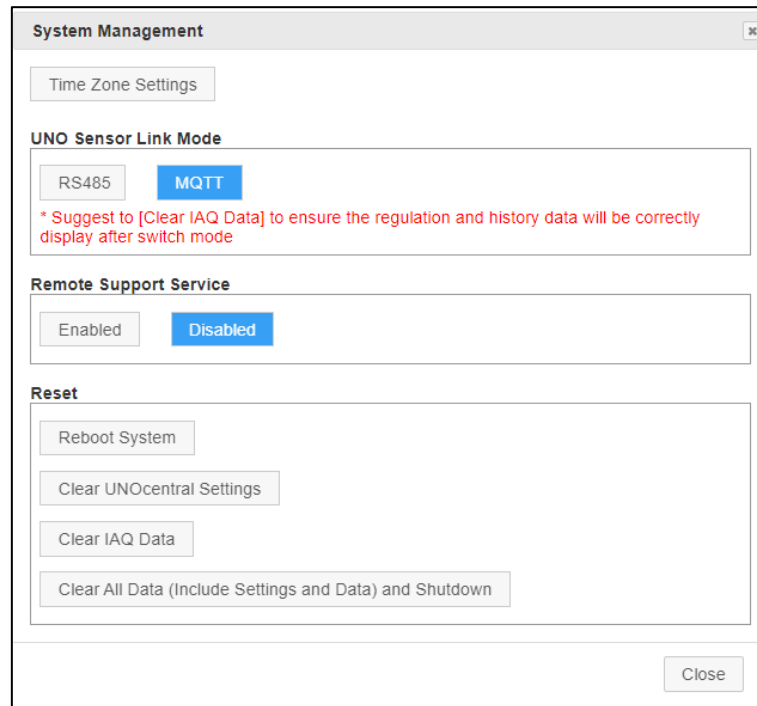 System Management
Time Zone Settings
UNO Sensor Link Mode
RS485 MQTT
* Suggest to [Clear IAQ Data] to ensure the regulation and history data will be correctly
display after switch mode
Remote Support Service
Enabled Disabled
Reset
Reboot System
Clear UNOcentral Settings
Clear IAQ Data
Clear All Data (Include Settings and Data) and Shutdown
Close